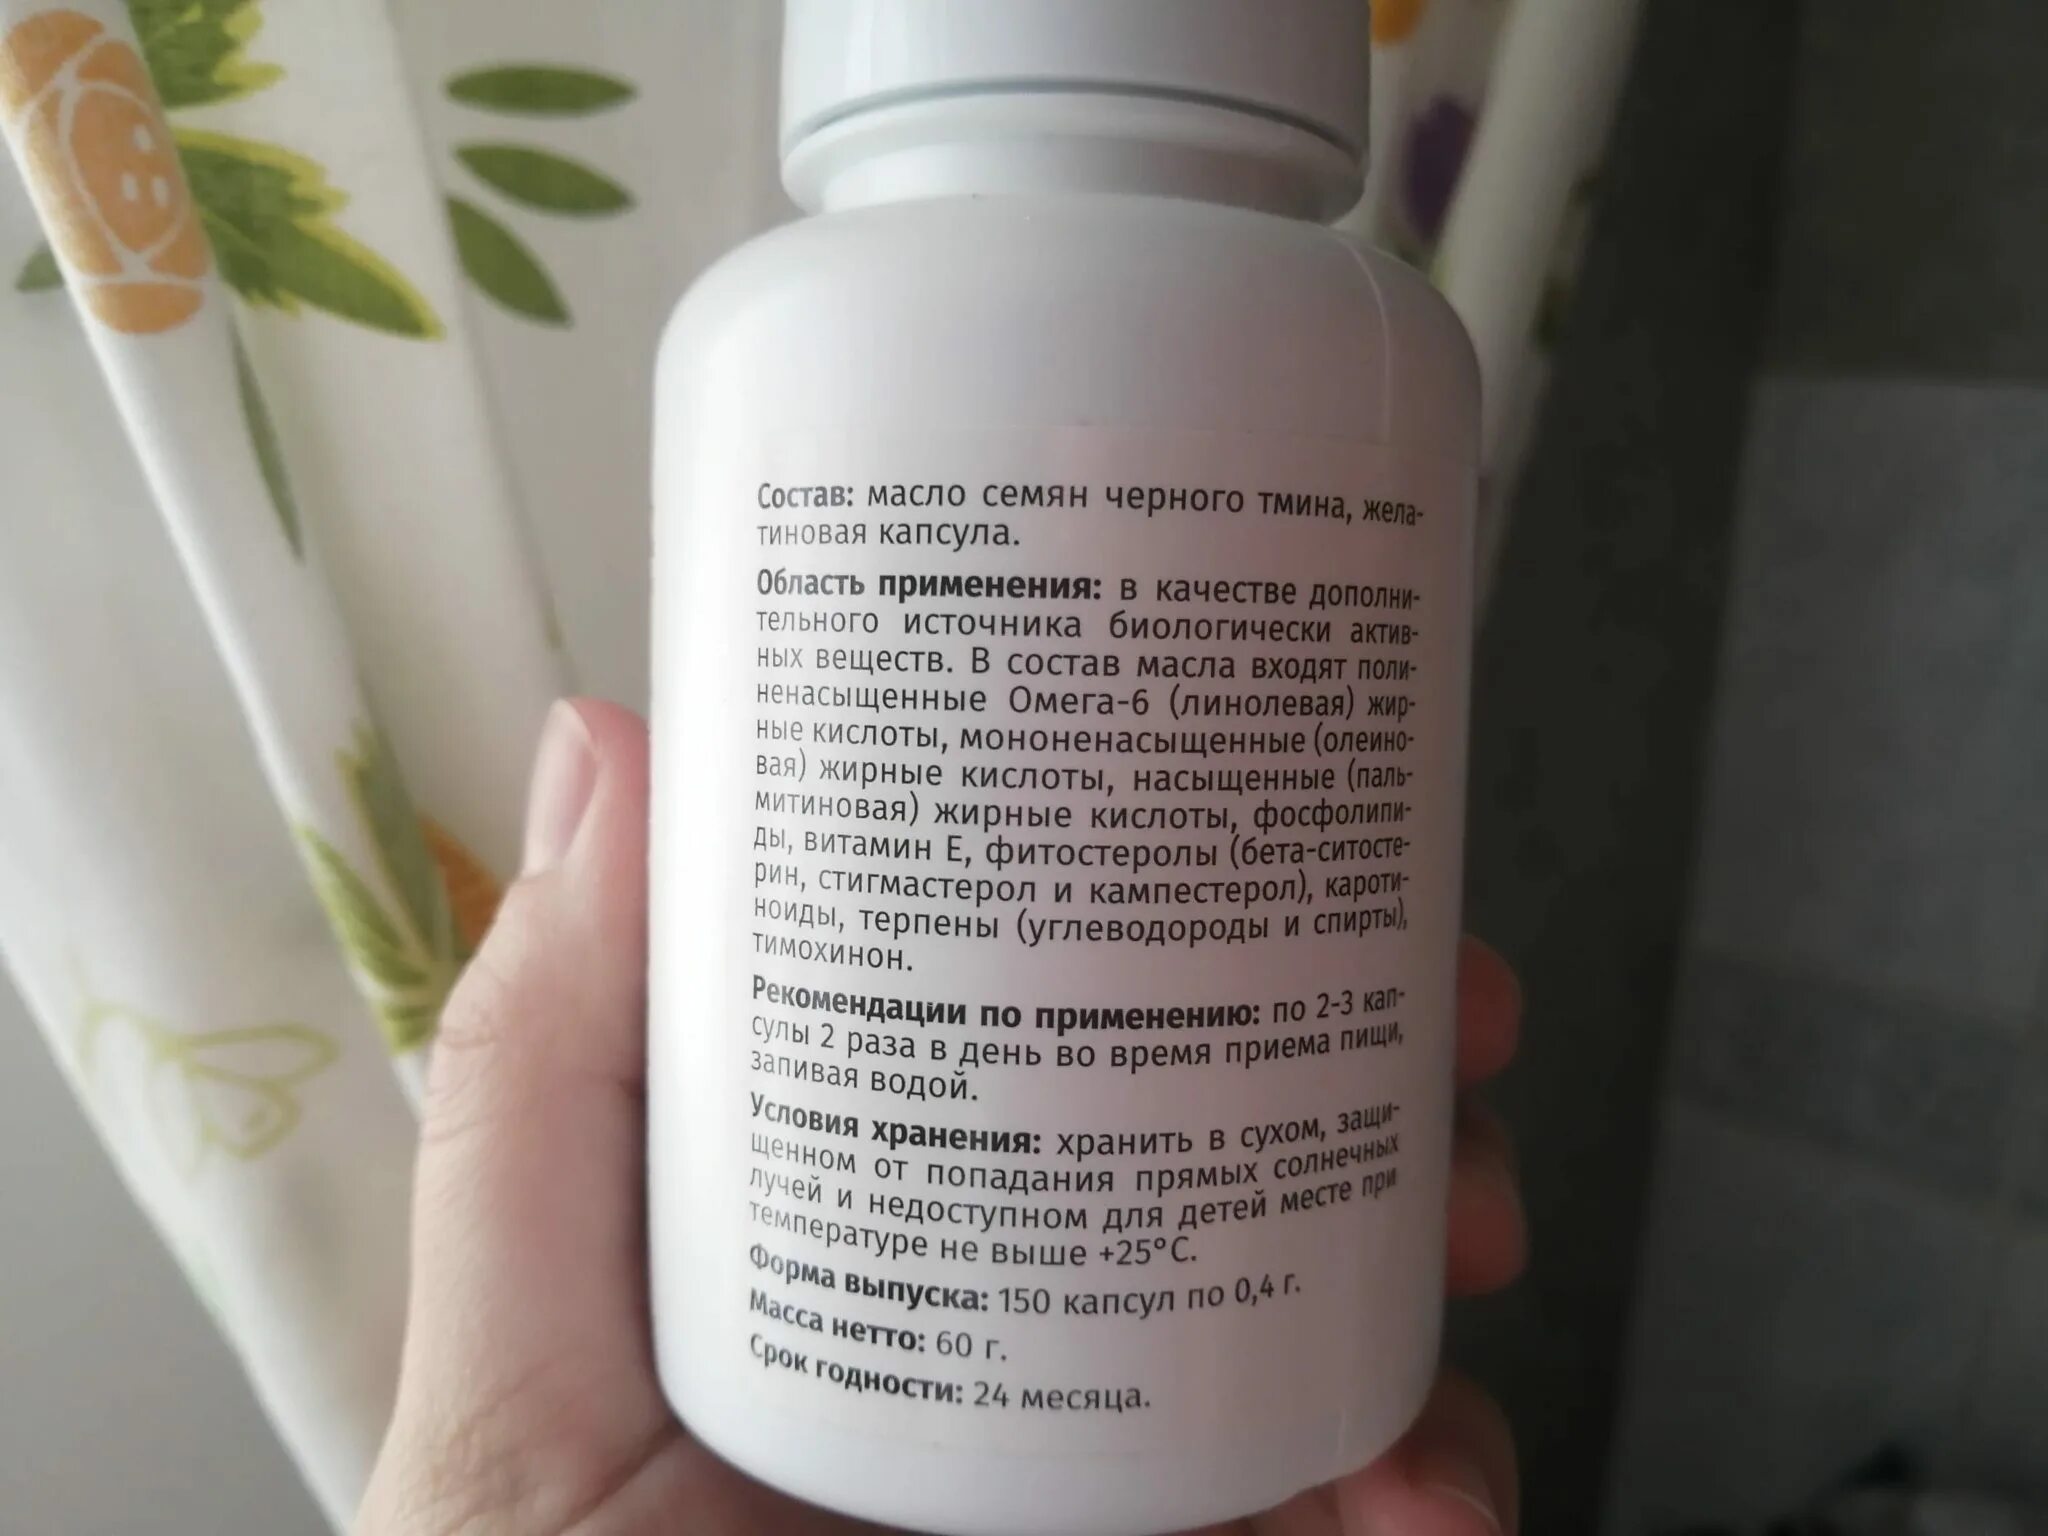 Состав: масло семян черного тмина, жела-
тиновая капсула.
Область применения: в качестве дополни-
тельного источника биологически актив-
ных веществ. В состав масла входят поли-
ненасыщенные Омега-6 (линолевая) жир-
ные кислоты, мононенасыщенные (олеино-
вая) жирные кислоты, насыщенные (паль-
митиновая) жирные кислоты, фосфолипи-
ды, витамин Е, фитостеролы (бета-ситосте-
рин, стигмастерол и кампестерол), кароти-
ноиды, терпены (углеводороды и спирты),
тимохинон.
Рекомендации по применению: по 2-3 кап-
сулы 2 раза в день во время приема пищи,
запивая водой.
Условия хранения: хранить в сухом, защи-
щенном от попадания прямых солнечных
лучей и недоступном для детей месте при
температуре не выше +25°С.
Форма выпуска: 150 капсул по 0,4 г.
Масса нетто: 60 г.
Срок годности: 24 месяца.